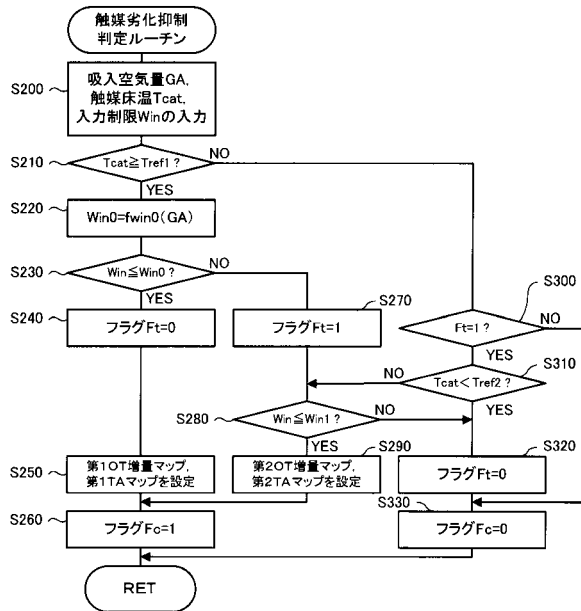 触媒劣化抑制
判定ルーチン
S200
吸入空気量GA,
触媒床温Tcat,
入力制限Winの入力
S210
Tcat≧Tref1?
NO
YES
S220
Win0=fwin0(GA)
S230
Win≦Win0?
NO
YES
S240
フラグFt=0
S270
フラグFt=1
S300
Ft=1?
NO
YES
S310
Tcat<Tref2?
NO
YES
S280
Win≦Win1?
NO
YES
S250
第1OT増量マップ,
第1TAマップを設定
S290
第2OT増量マップ,
第2TAマップを設定
S320
フラグFt=0
S260
フラグFc=1
S330
フラグFc=0
RET